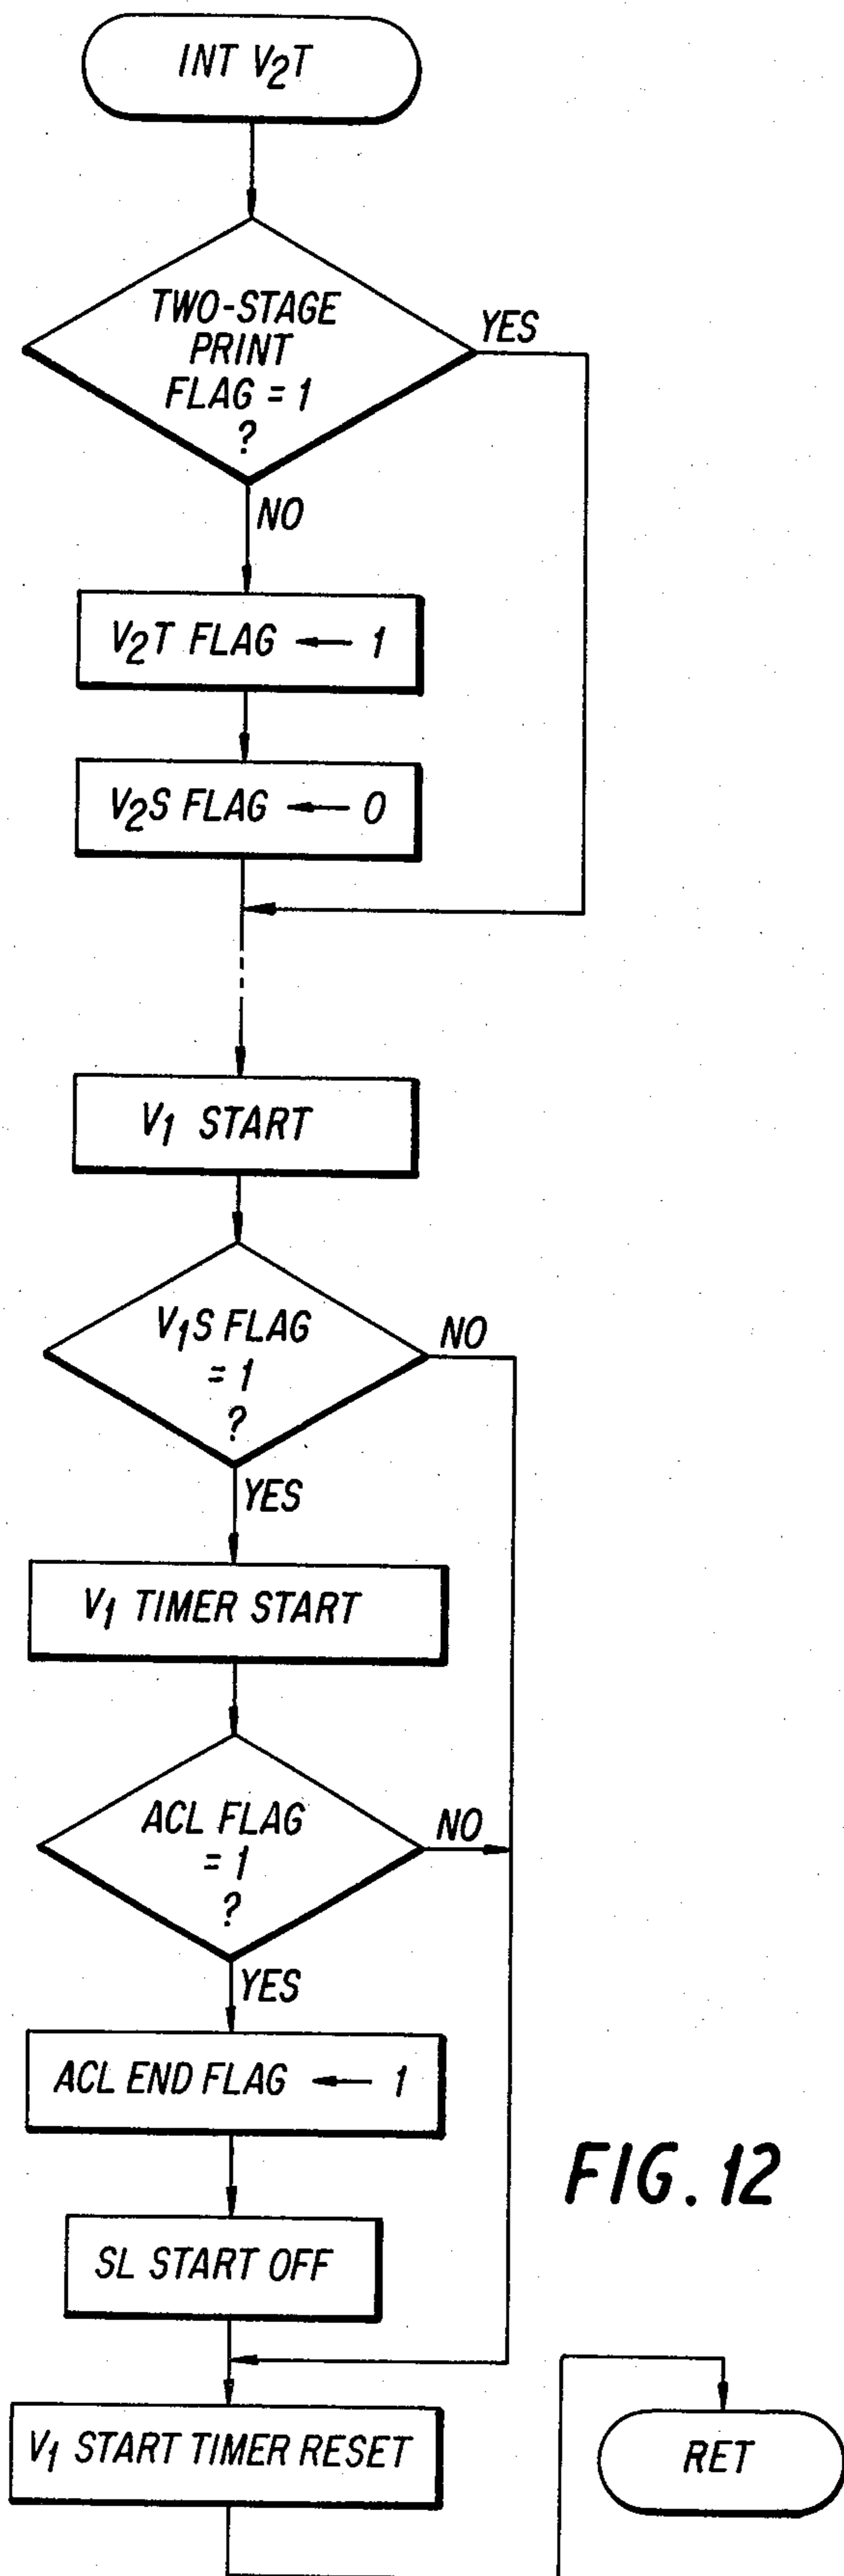 INT V2T
TWO-STAGE
PRINT
FLAG = 1
?
YES
NO
V2T FLAG ← 1
V2S FLAG ← 0
V1 START
V1S FLAG
= 1
?
NO
YES
V1 TIMER START
ACL FLAG
= 1
?
NO
YES
ACL END FLAG ← 1
FIG. 12
SL START OFF
V1 START TIMER RESET
RET